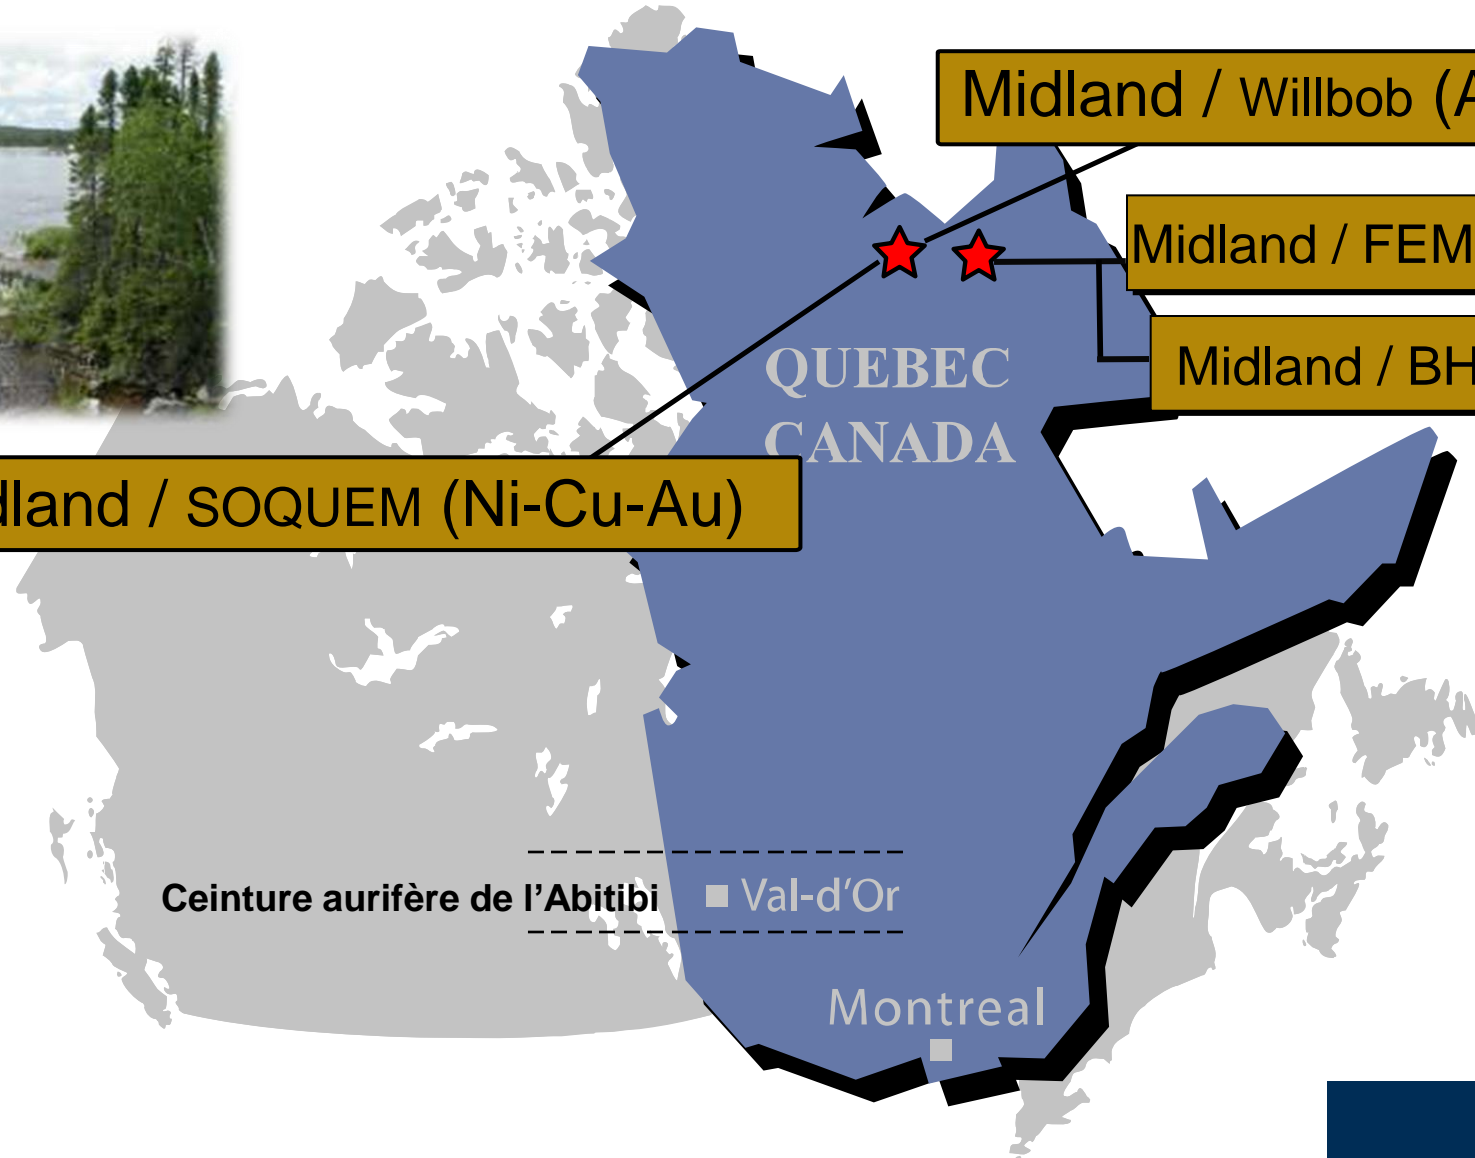 Midland / Willbob (A
Midland / FEM
QUEBEC
CANADA
Midland / BH
dland / SOQUEM (Ni-Cu-Au)
Ceinture aurifère de l’Abitibi
Val-d’Or
Montreal